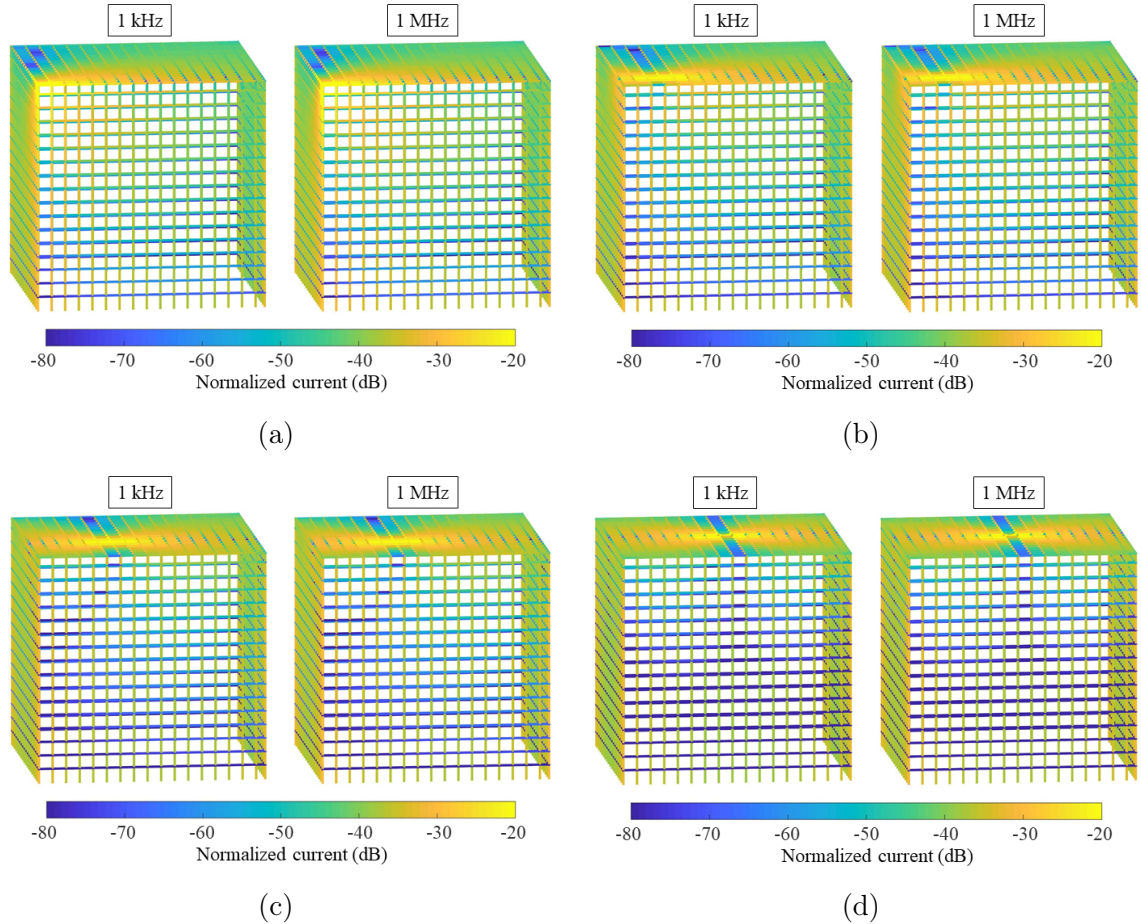 1 kHz 1 MHz 1 kHz 1 MHz
-80 -70 -60 -50 -40 -30 -20 -80 -70 -60 -50 -40 -30 -20
Normalized current (dB) Normalized current (dB)
(a) (b)
1 kHz 1 MHz 1 kHz 1 MHz
-80 -70 -60 -50 -40 -30 -20 -80 -70 -60 -50 -40 -30 -20
Normalized current (dB) Normalized current (dB)
(c) (d)